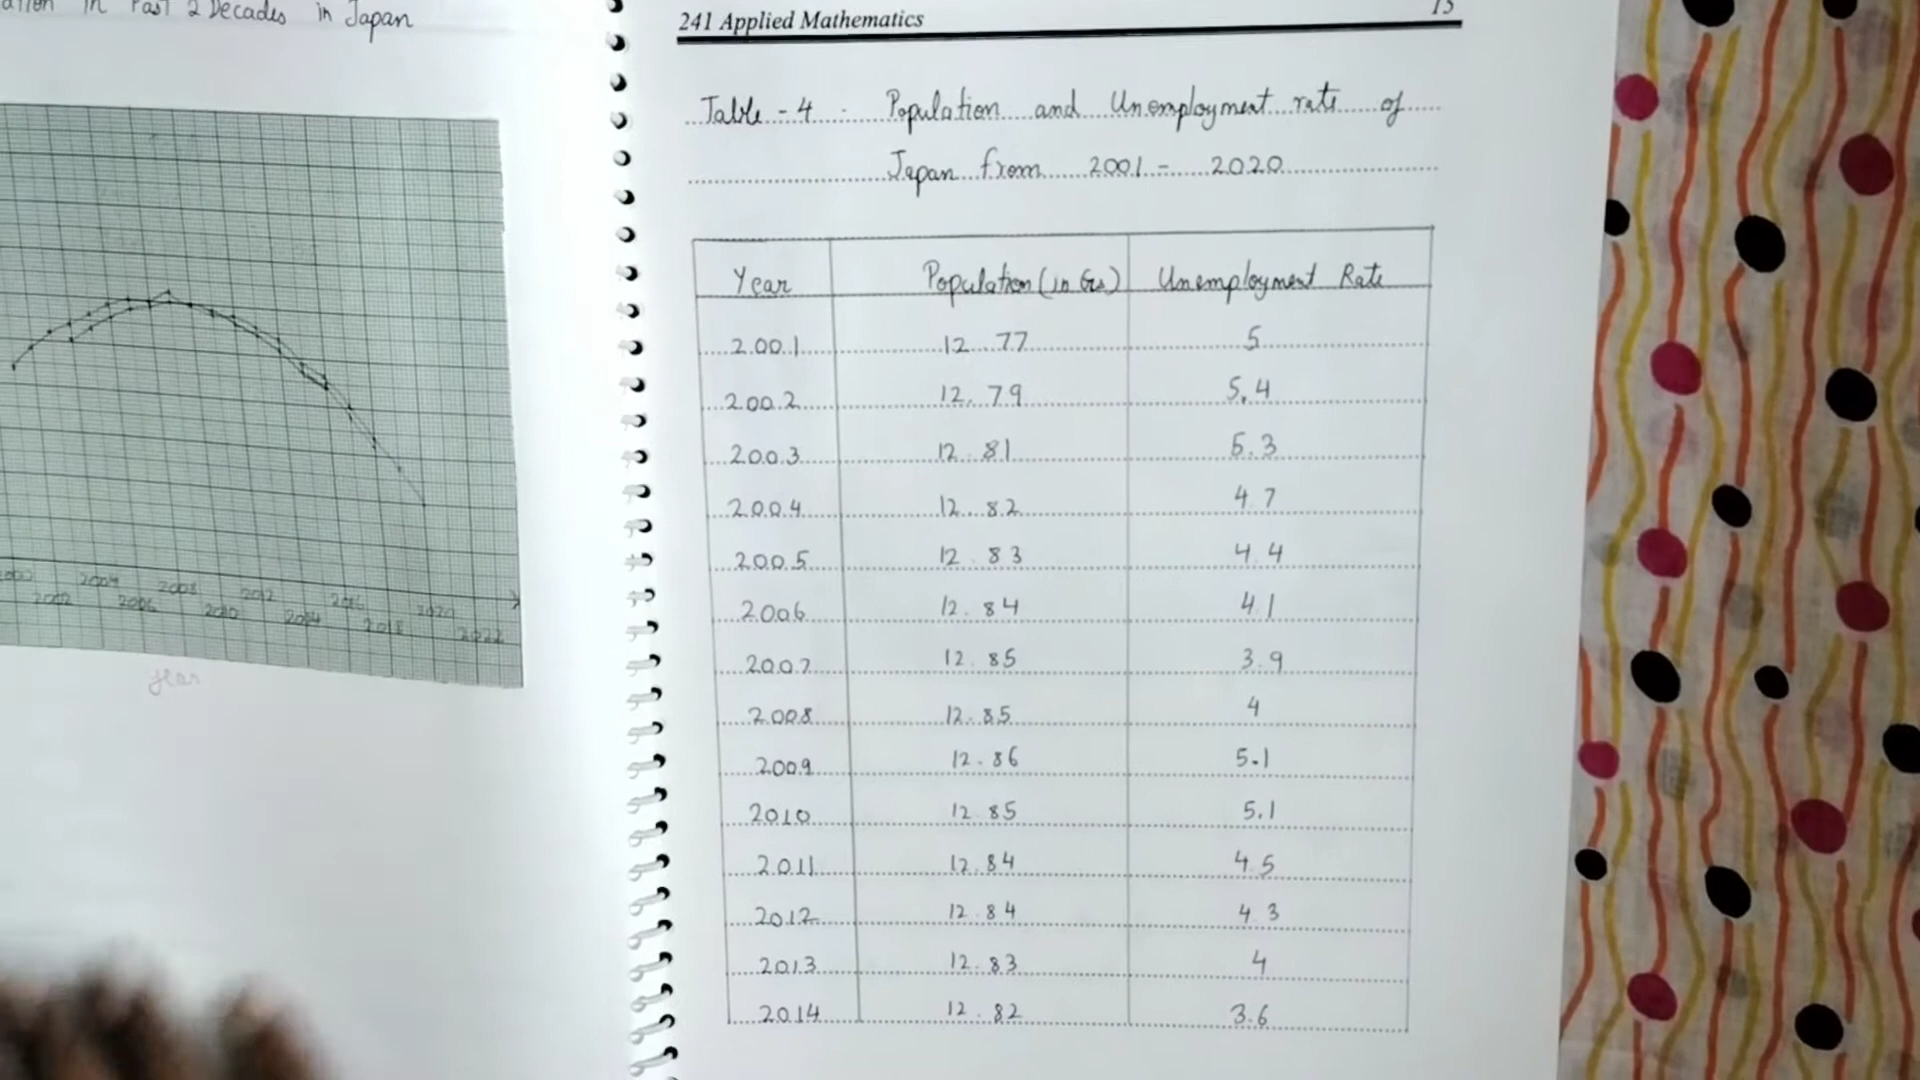 in Past 2 Decades in Japan
2004 2008 2012 2016 2020
2002 2006 2010 2014 2018 2022
year
241 Applied Mathematics
Table - 4 - Population and Unemployment rate of
Japan from 2001 - 2020
Year Population (in Crs) Unemployment Rate
2001 12.77 5
2002 12.79 5.4
2003 12.81 5.3
2004 12.82 4.7
2005 12.83 4.4
2006 12.84 4.1
2007 12.85 3.9
2008 12.85 4
2009 12.86 5.1
2010 12.85 5.1
2011 12.84 4.5
2012 12.84 4.3
2013 12.83 4
2014 12.82 3.6